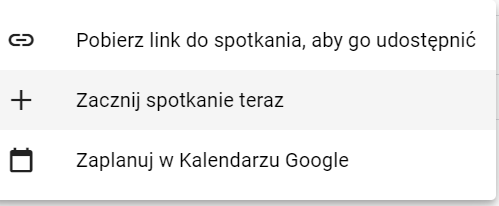 Pobierz link do spotkania, aby go udostępnić
Zacznij spotkanie teraz
Zaplanuj w Kalendarzu Google